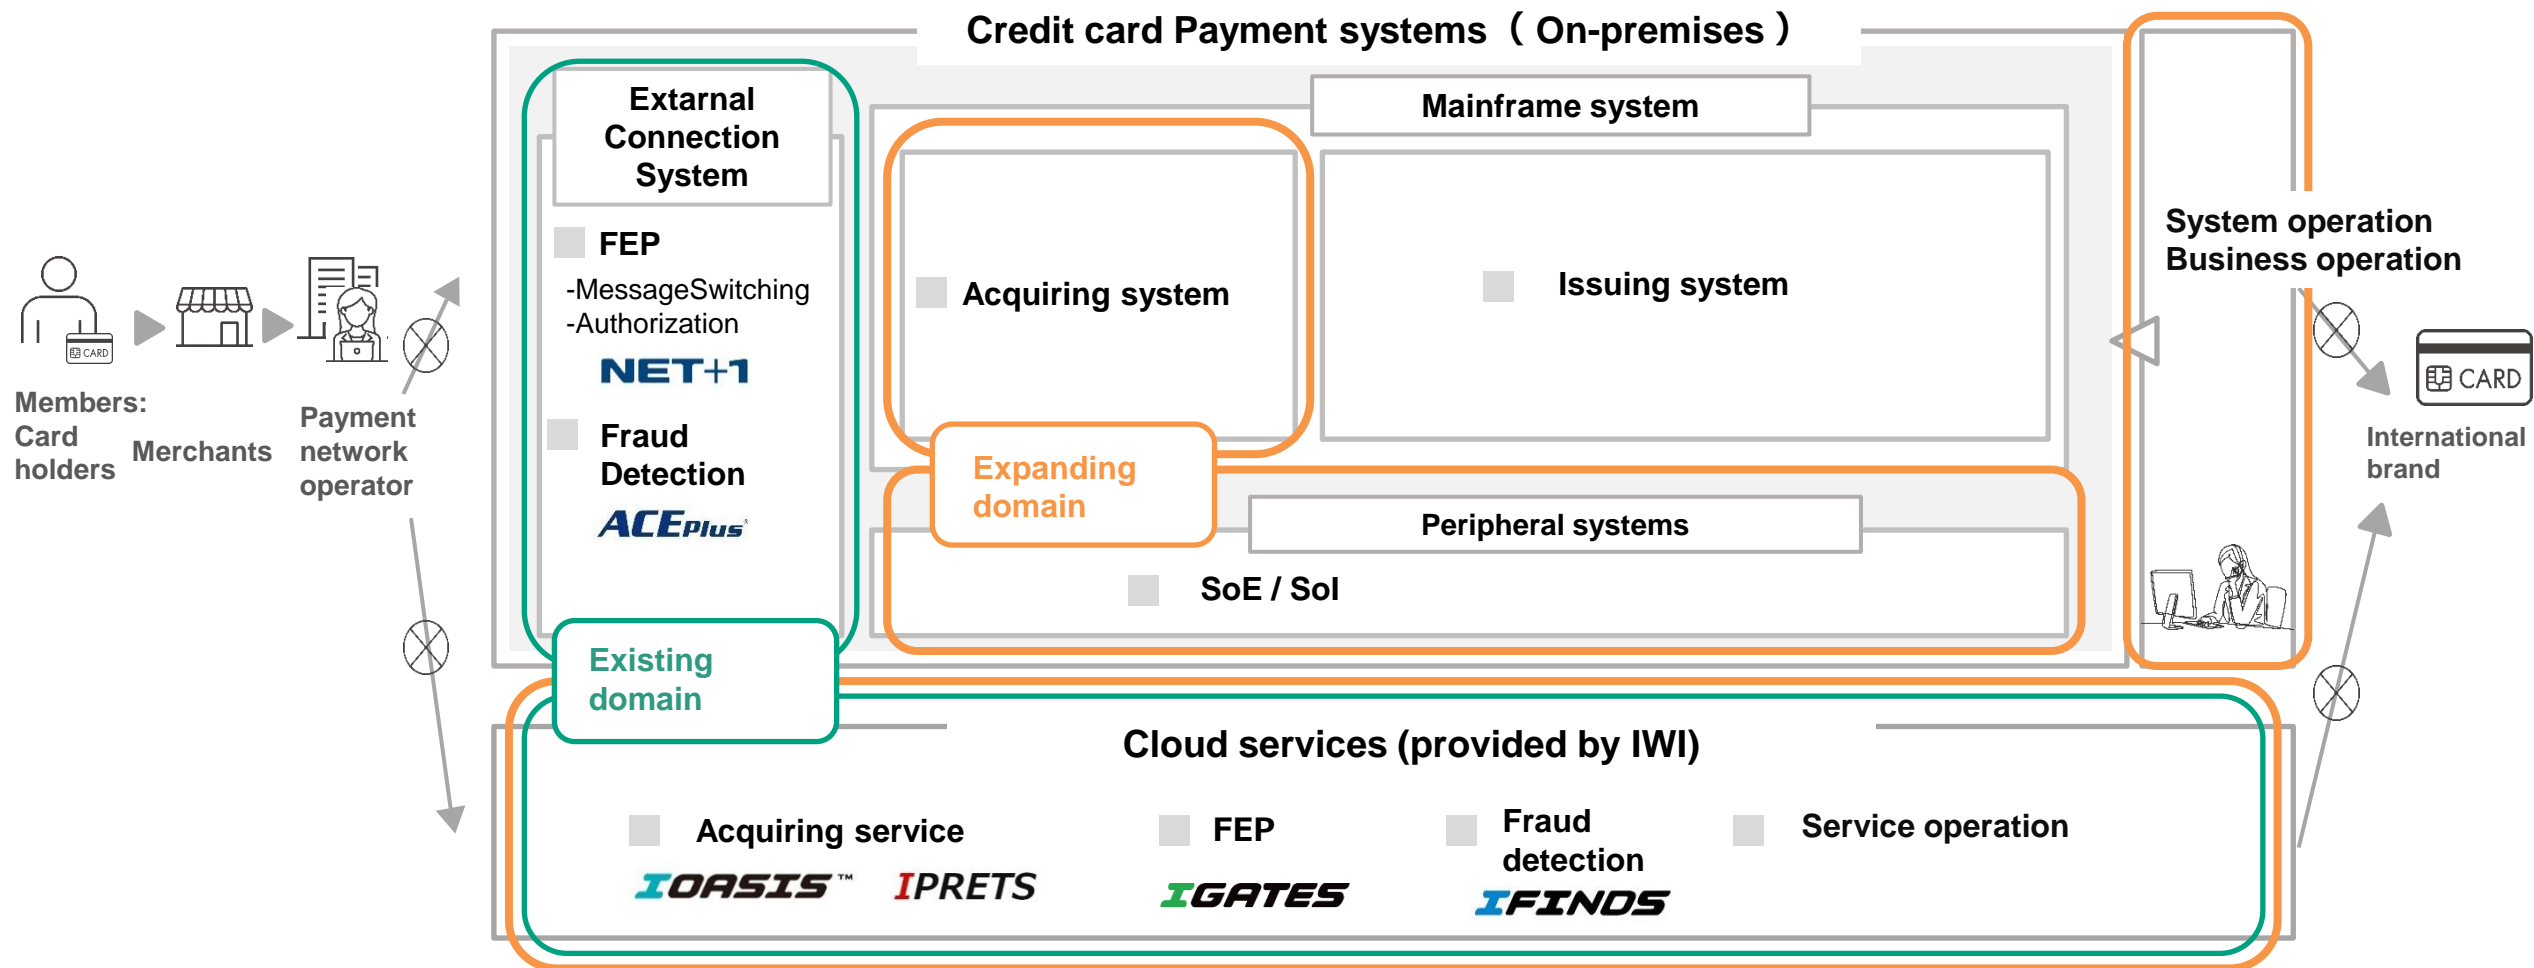 Credit card Payment systems （ On-premises ）
Extarnal
Connection
System
FEP
-MessageSwitching
-Authorization
NET+1
Fraud
Detection
ACEPlus
Existing
domain
Mainframe system
Acquiring system
Issuing system
Expanding
domain
Peripheral systems
SoE / SoI
System operation
Business operation
CARD
Members:
Card
holders
Merchants
Payment
network
operator
CARD
International
brand
Cloud services (provided by IWI)
Acquiring service
IOASIS™
IPRETS
FEP
IGATES
Fraud
detection
IFINDS
Service operation